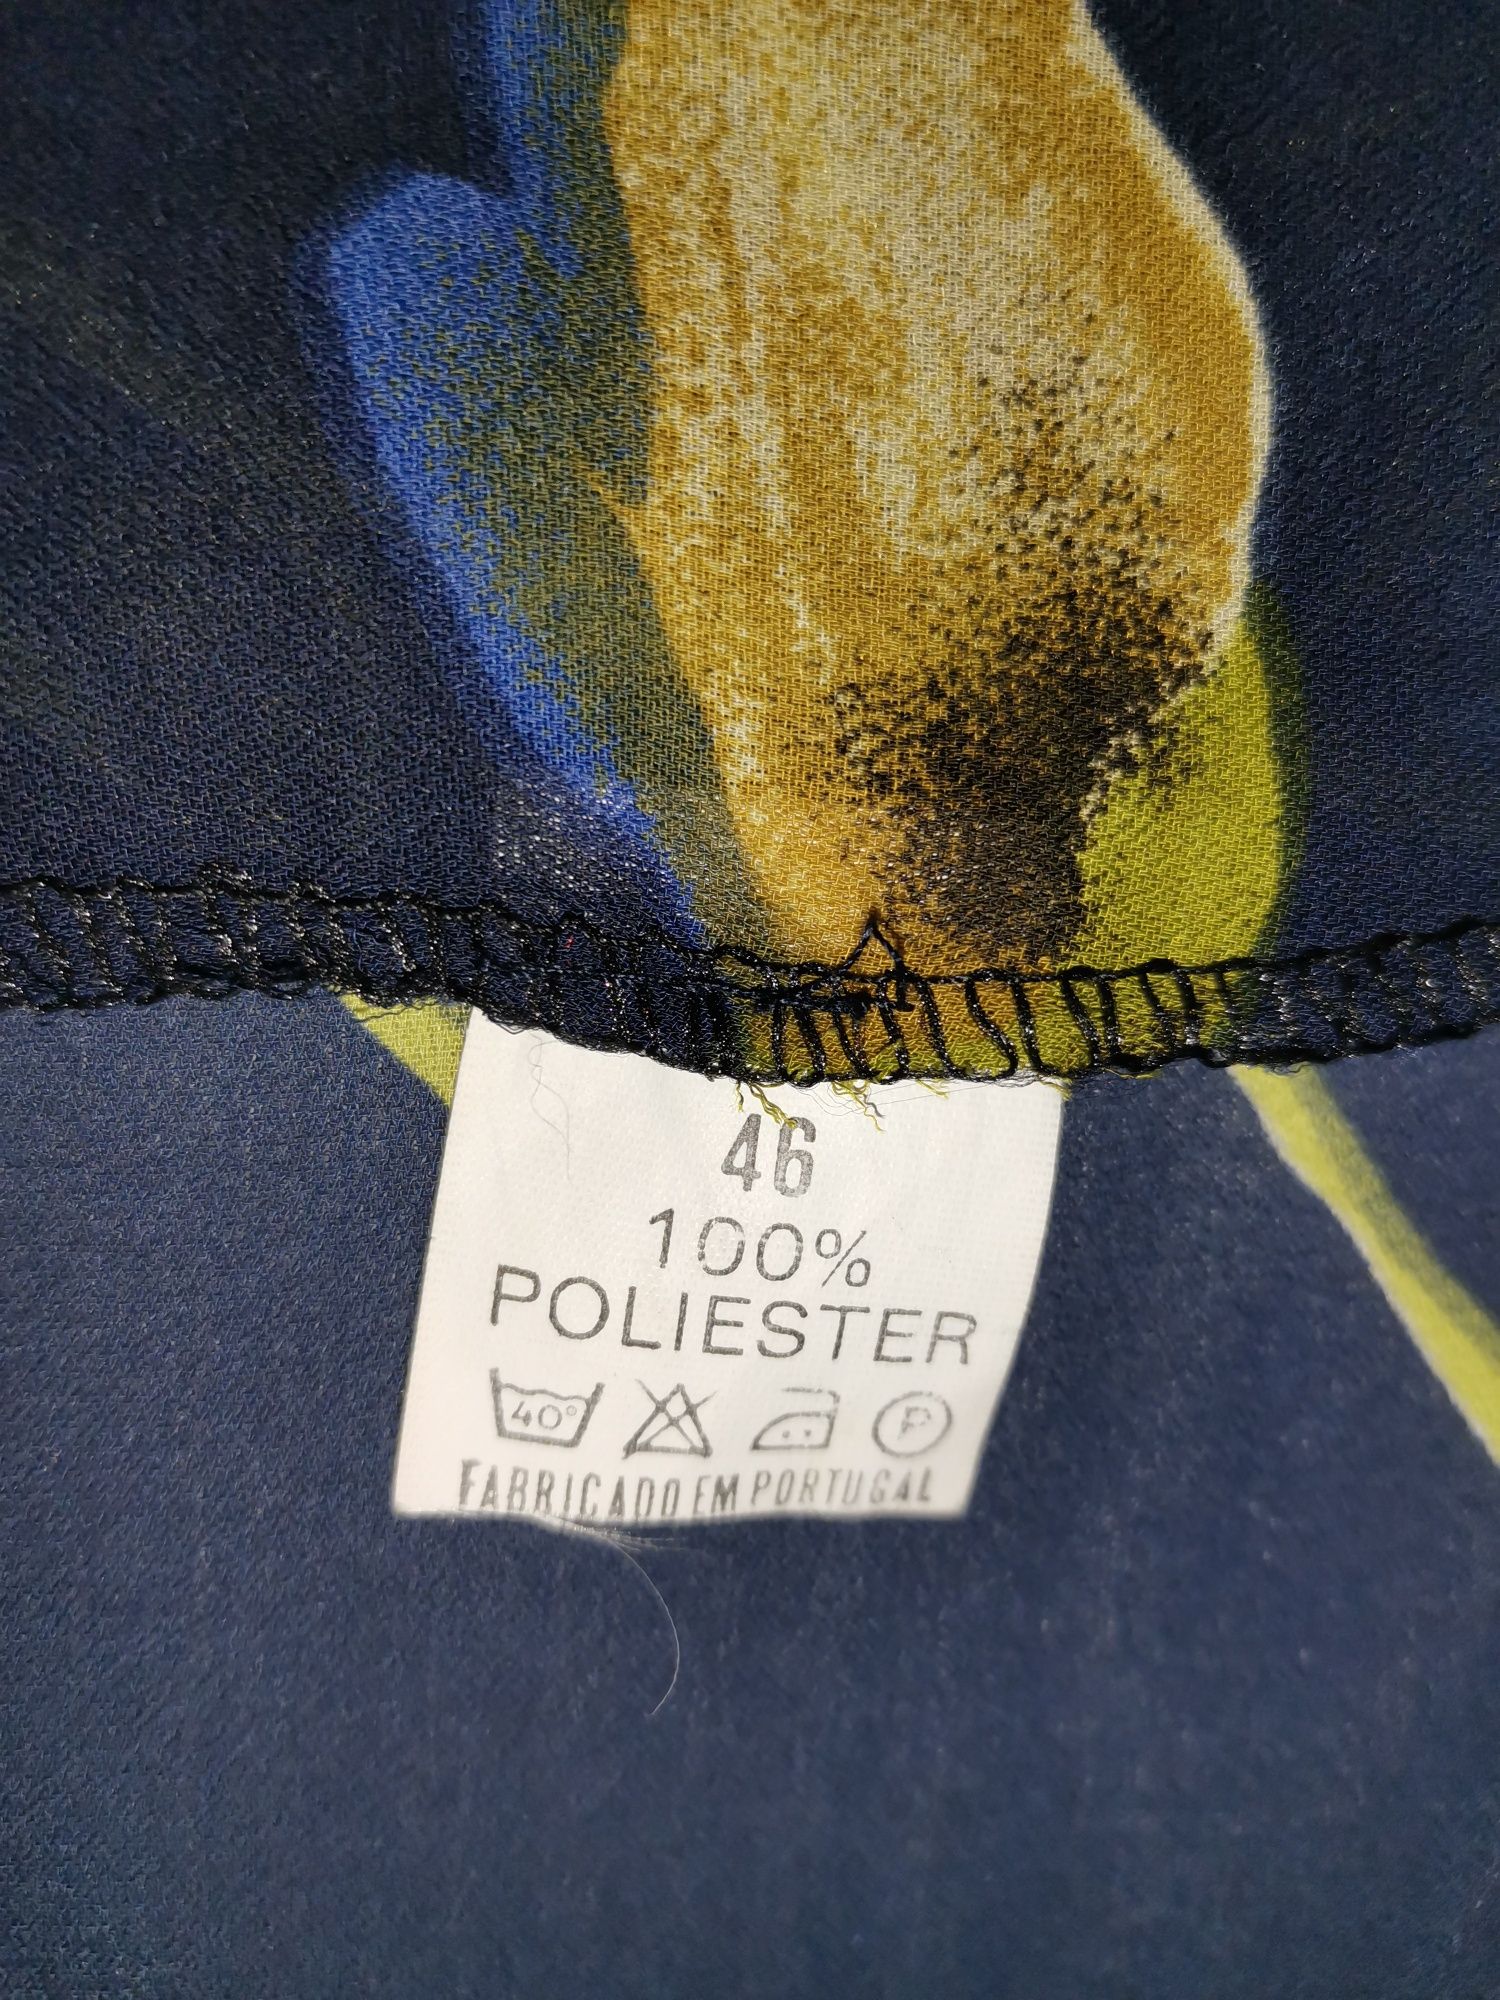 46
100%
POLIESTER
40° P
FABRICADO EM PORTUGAL